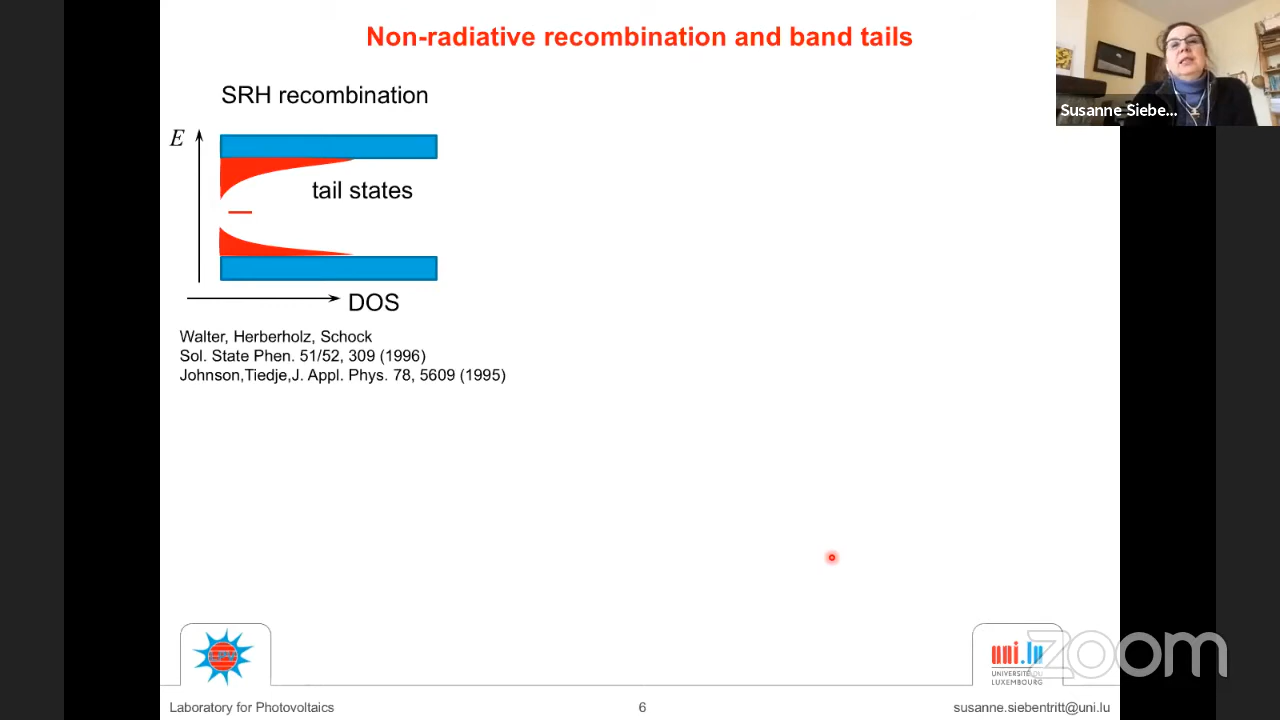 Non-radiative recombination and band tails
Susanne Siebe...
SRH recombination
E
tail states
DOS
Walter, Herberholz, Schock
Sol. State Phen. 51/52, 309 (1996)
Johnson,Tiedje,J. Appl. Phys. 78, 5609 (1995)
uni.lu
UNIVERSITÉ DU
LUXEMBOURG
zoom
Laboratory for Photovoltaics
6
susanne.siebentritt@uni.lu